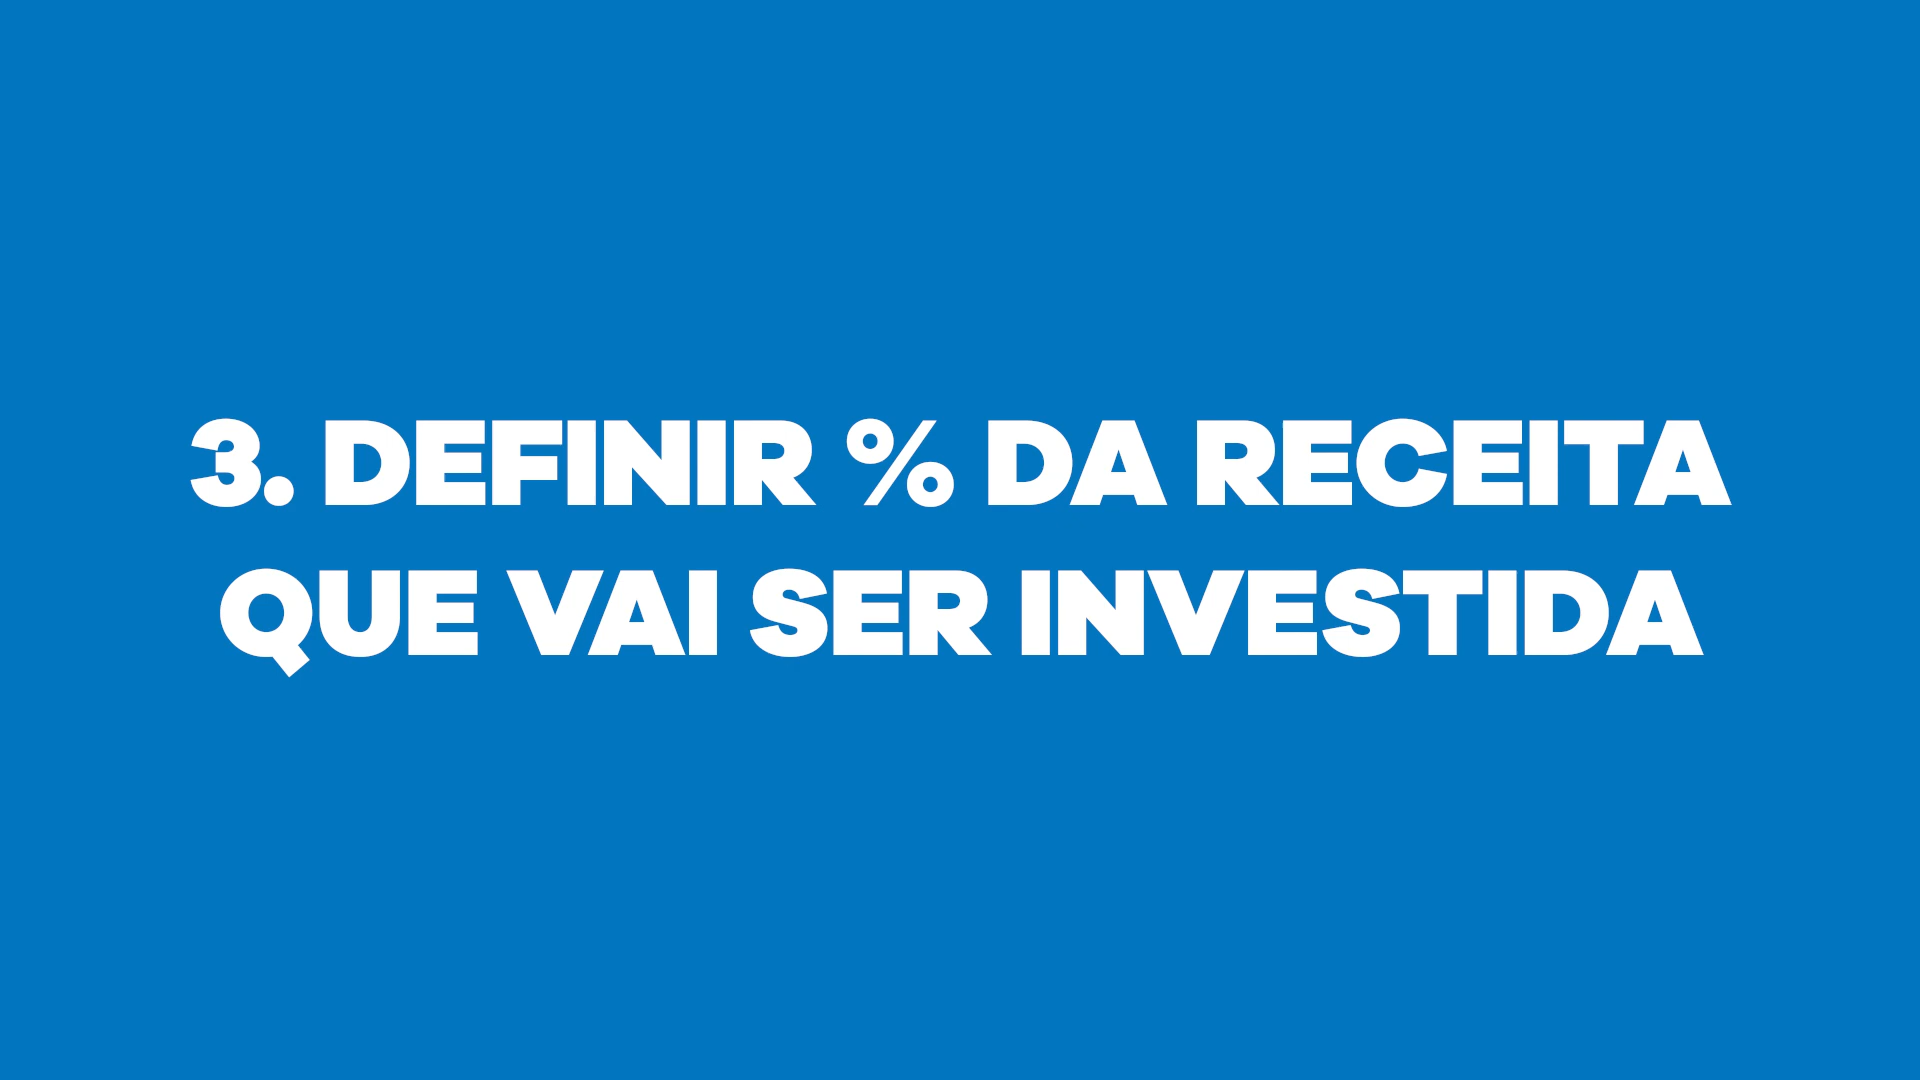 3. DEFINIR % DA RECEITA
QUE VAI SER INVESTIDA